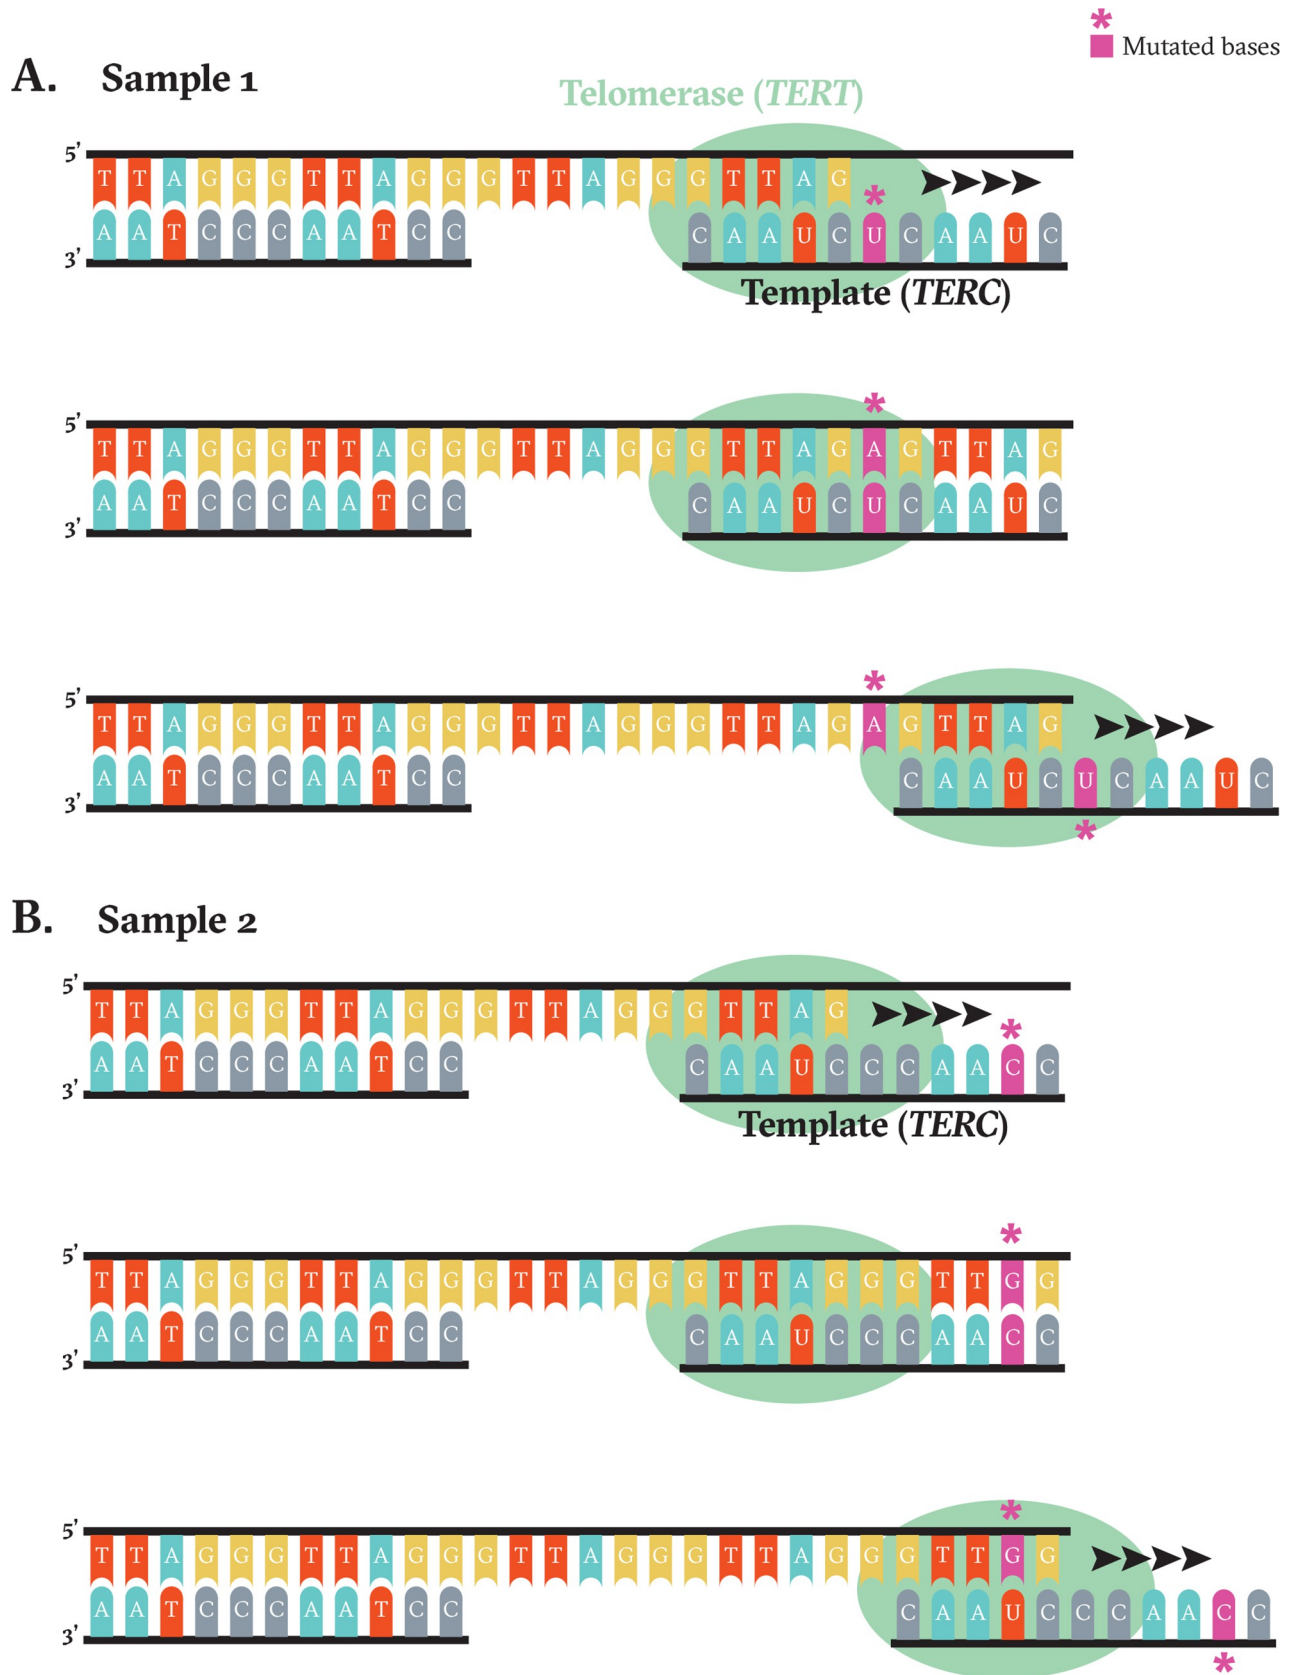 *
Mutated bases
A. Sample 1
Telomerase (TERT)
5’ T T A G G G T T A G G G T T A G G G T T A G
*
A A T C C C A A T C C C A A U C U C A A U C
3’
Template (TERC)
*
5’ T T A G G G T T A G G G T T A G G G T T A G A G T T A G
A A T C C C A A T C C C A A U C U C A A U C
3’
*
5’ T T A G G G T T A G G G T T A G G G T T A G A G T T A G
A A T C C C A A T C C C A A U C U C A A U C
3’
*
B. Sample 2
5’ T T A G G G T T A G G G T T A G G G T T A G
*
A A T C C C A A T C C C A A U C C C A A C C
3’
Template (TERC)
*
5’ T T A G G G T T A G G G T T A G G G T T A G G G T T G G
A A T C C C A A T C C C A A U C C C A A C C
3’
*
5’ T T A G G G T T A G G G T T A G G G T T A G G G T T G G
A A T C C C A A T C C C A A U C C C A A C C
3’
*